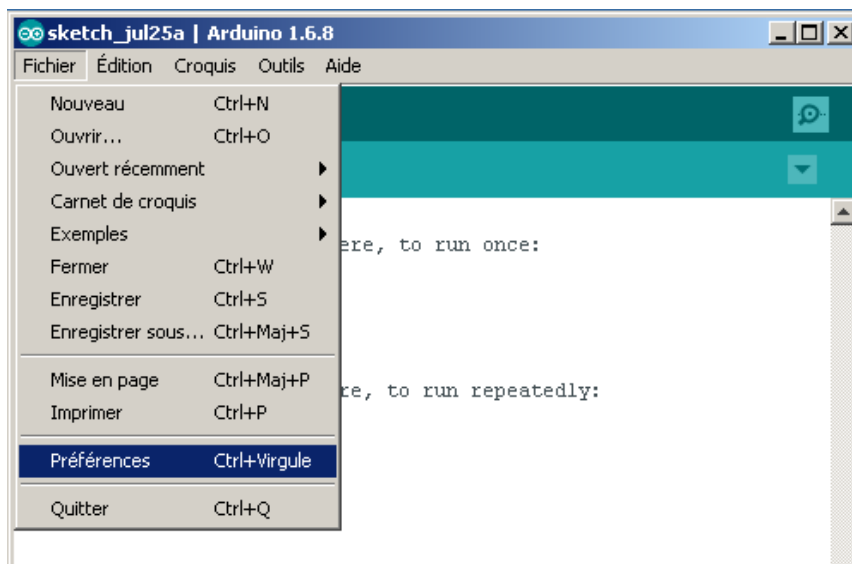 sketch_jul25a | Arduino 1.6.8
Fichier Édition Croquis Outils Aide
Nouveau Ctrl+N
Ouvrir... Ctrl+O
Ouvert récemment
Carnet de croquis
Exemples
ere, to run once:
Fermer Ctrl+W
Enregistrer Ctrl+S
Enregistrer sous... Ctrl+Maj+S
Mise en page Ctrl+Maj+P
re, to run repeatedly:
Imprimer Ctrl+P
Préférences Ctrl+Virgule
Quitter Ctrl+Q